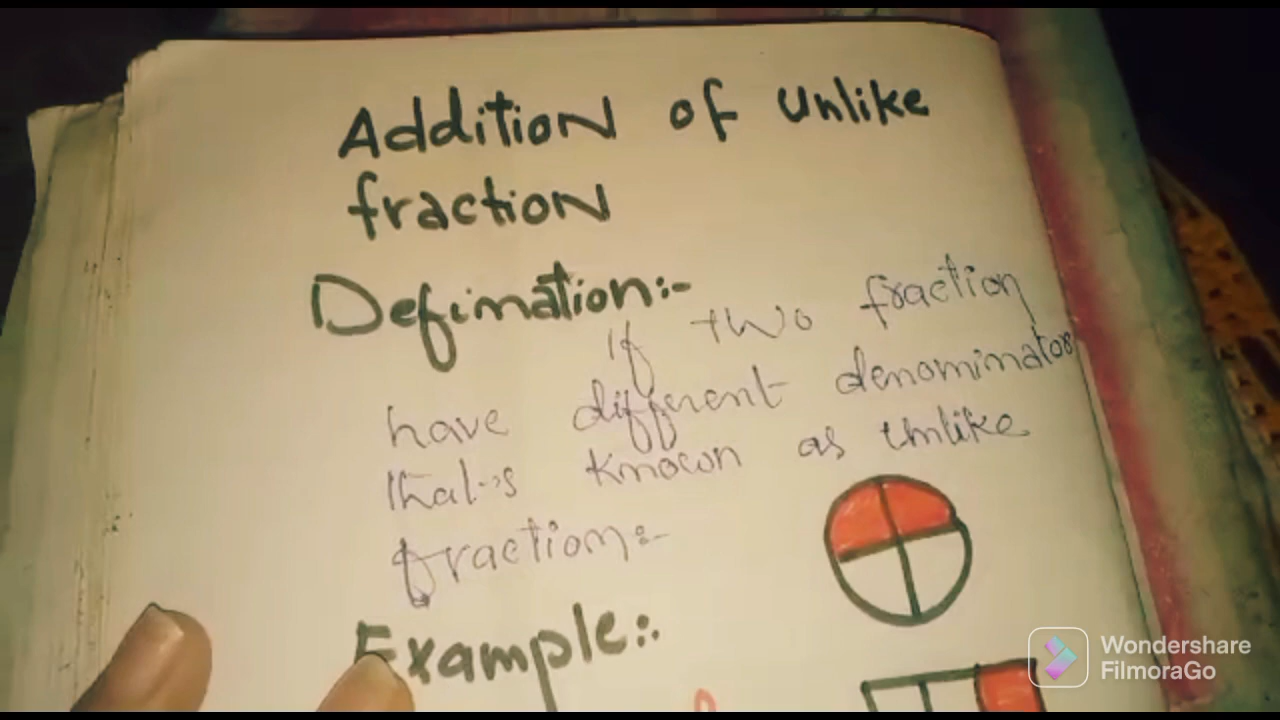 Addition of unlike
fraction
Defination:-
If two fraction
have different denominator
that's known as unlike
fraction:-
Example:.
Wondershare
FilmoraGo